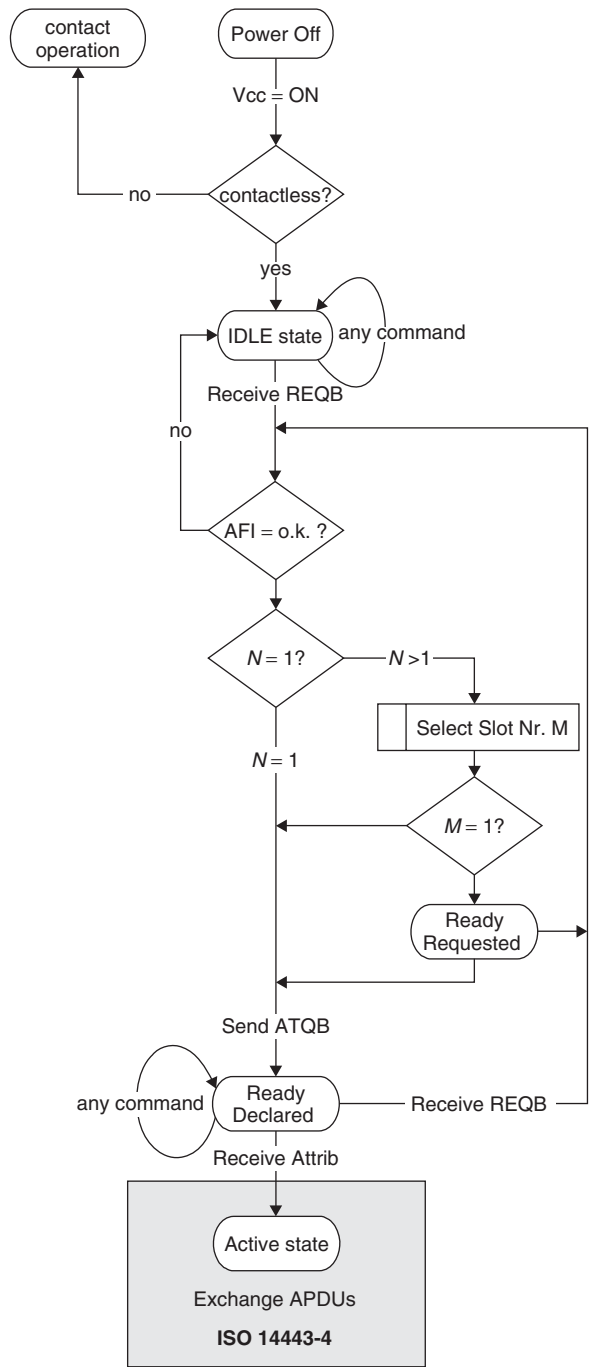 contact
operation
Power Off
Vcc = ON
no
contactless?
yes
IDLE state
any command
Receive REQB
no
AFI = o.k. ?
N = 1?
N >1
Select Slot Nr. M
N = 1
M = 1?
Ready
Requested
Send ATQB
any command
Ready
Declared
Receive REQB
Receive Attrib
Active state
Exchange APDUs
ISO 14443-4